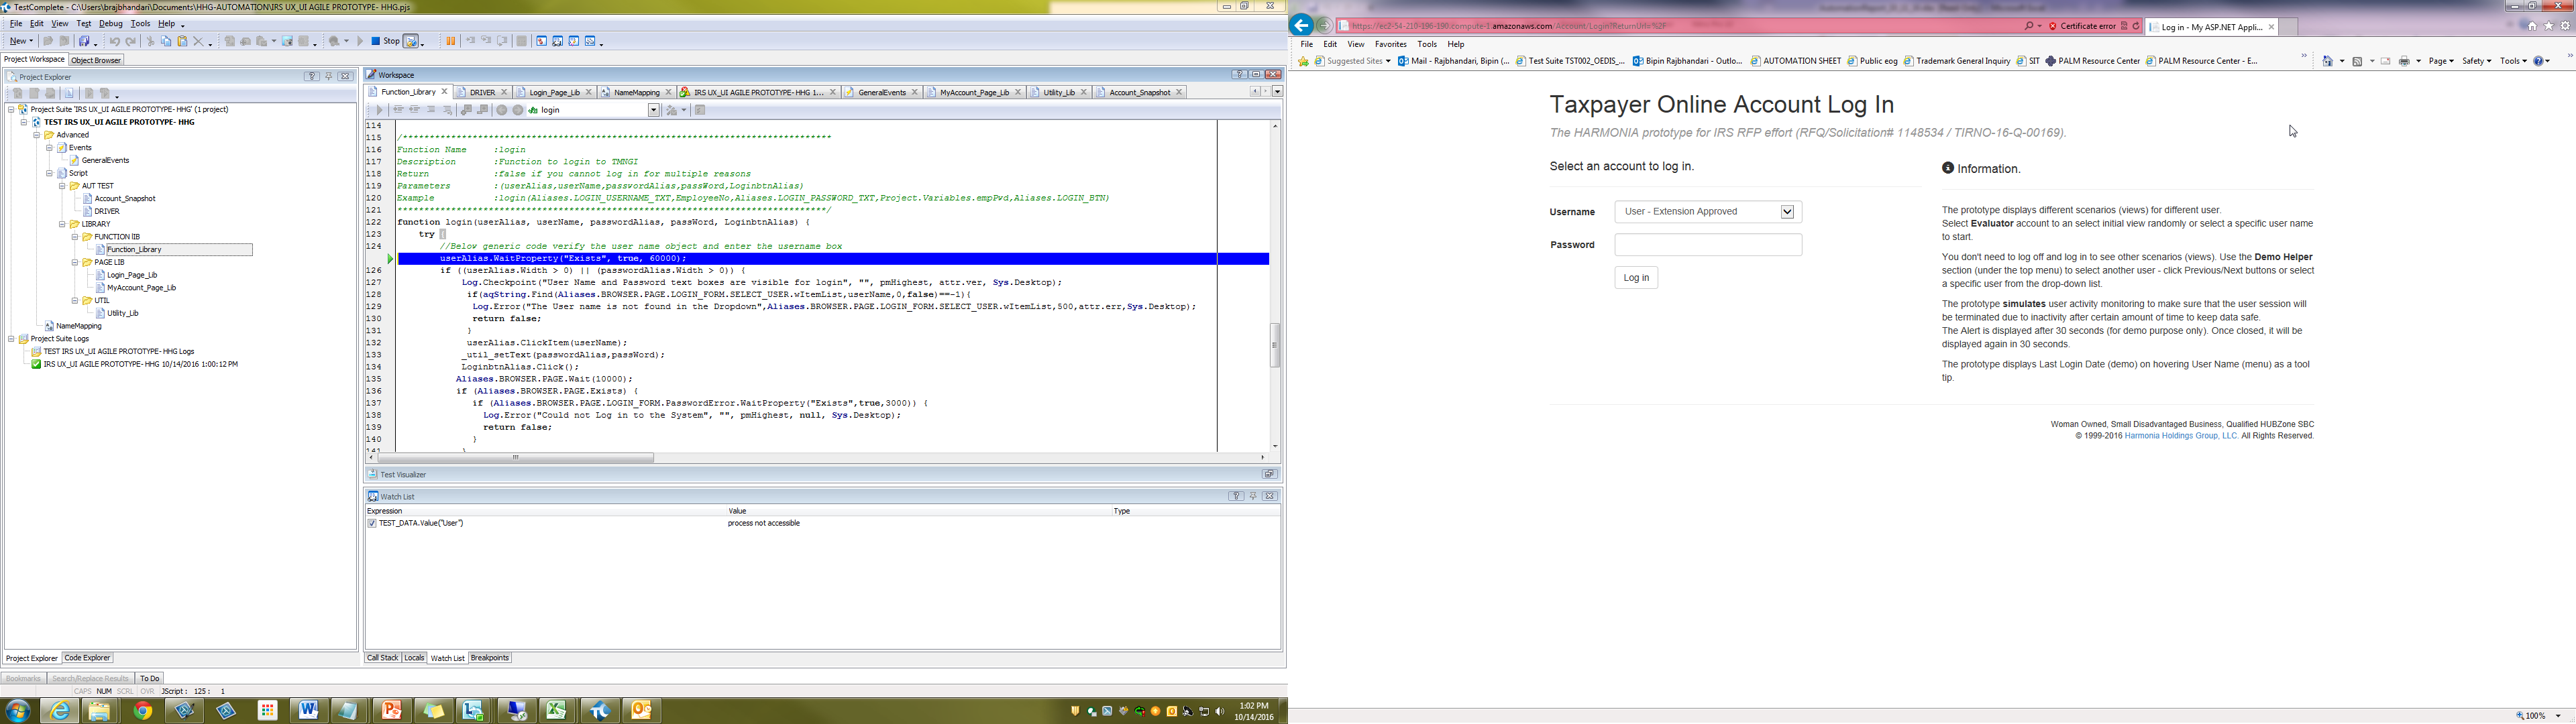 TestComplete - C:\Users\brajbhandari\Documents\HHG-AUTOMATION\IRS UX_UI AGILE PROTOTYPE- HHG.pjs
File Edit View Test Debug Tools Help
New
Stop
Project Workspace Object Browser
Project Explorer
Project Suite 'IRS UX_UI AGILE PROTOTYPE-HHG' (1 project)
TEST IRS UX_UI AGILE PROTOTYPE- HHG
Advanced
Events
GeneralEvents
Script
AUT TEST
Account_Snapshot
DRIVER
LIBRARY
FUNCTION lIB
Function_Library
PAGE LIB
Login_Page_Lib
MyAccount_Page_Lib
UTIL
Utility_Lib
NameMapping
Project Suite Logs
TEST IRS UX_UI AGILE PROTOTYPE- HHG Logs
IRS UX_UI AGILE PROTOTYPE- HHG 10/14/2016 1:00:12 PM
Project Explorer Code Explorer
Bookmarks Search/Replace Results To Do
CAPS NUM SCRL OVR JScript : 125 : 1
Workspace
Function_Library DRIVER Login_Page_Lib NameMapping IRS UX_UI AGILE PROTOTYPE-HHG 1... GeneralEvents MyAccount_Page_Lib Utility_Lib Account_Snapshot
login
114
115 /********************************************************************************
116 Function Name :login
117 Description :Function to login to TMNGI
118 Return :false if you cannot log in for multiple reasons
119 Parameters :(userAlias,userName,passwordAlias,passWord,LoginbtnAlias)
120 Example :login(Aliases.LOGIN_USERNAME_TXT,EmployeeNo,Aliases.LOGIN_PASSWORD_TXT,Project.Variables.empPwd,Aliases.LOGIN_BTN)
121 ********************************************************************************/
122 function login(userAlias, userName, passwordAlias, passWord, LoginbtnAlias) {
123 try {
124 //Below generic code verify the user name object and enter the username box
userAlias.WaitProperty("Exists", true, 60000);
126 if ((userAlias.Width > 0) || (passwordAlias.Width > 0)) {
127 Log.Checkpoint("User Name and Password text boxes are visible for login", "", pmHighest, attr.ver, Sys.Desktop);
128 if(aqString.Find(Aliases.BROWSER.PAGE.LOGIN_FORM.SELECT_USER.wItemList,userName,0,false)==-1){
129 Log.Error("The User name is not found in the Dropdown",Aliases.BROWSER.PAGE.LOGIN_FORM.SELECT_USER.wItemList,500,attr.err,Sys.Desktop);
130 return false;
131 }
132 userAlias.ClickItem(userName);
133 _util_setText(passwordAlias,passWord);
134 LoginbtnAlias.Click();
135 Aliases.BROWSER.PAGE.Wait(10000);
136 if (Aliases.BROWSER.PAGE.Exists) {
137 if (Aliases.BROWSER.PAGE.LOGIN_FORM.PasswordError.WaitProperty("Exists",true,3000)) {
138 Log.Error("Could not Log in to the System", "", pmHighest, null, Sys.Desktop);
139 return false;
140 }
141 }
Test Visualizer
Watch List
Expression Value Type
TEST_DATA.Value("User") process not accessible
Call Stack Locals Watch List Breakpoints
1:02 PM
10/14/2016
https://ec2-54-210-196-190.compute-1.amazonaws.com/Account/Login?ReturnUrl=%2F
Certificate error
Log in - My ASP.NET Appli...
File Edit View Favorites Tools Help
Suggested Sites Mail - Rajbhandari, Bipin (... Test Suite TST002_OEDIS_... Bipin Rajbhandari - Outlo... AUTOMATION SHEET Public eog Trademark General Inquiry SIT PALM Resource Center PALM Resource Center - E...
Page Safety Tools
Taxpayer Online Account Log In
The HARMONIA prototype for IRS RFP effort (RFQ/Solicitation# 1148534 / TIRNO-16-Q-00169).
Select an account to log in.
Username User - Extension Approved
Password
Log in
Information.
The prototype displays different scenarios (views) for different user.
Select Evaluator account to an select initial view randomly or select a specific user name
to start.
You don't need to log off and log in to see other scenarios (views). Use the Demo Helper
section (under the top menu) to select another user - click Previous/Next buttons or select
a specific user from the drop-down list.
The prototype simulates user activity monitoring to make sure that the user session will
be terminated due to inactivity after certain amount of time to keep data safe.
The Alert is displayed after 30 seconds (for demo purpose only). Once closed, it will be
displayed again in 30 seconds.
The prototype displays Last Login Date (demo) on hovering User Name (menu) as a tool
tip.
Woman Owned, Small Disadvantaged Business, Qualified HUBZone SBC
© 1999-2016 Harmonia Holdings Group, LLC. All Rights Reserved.
100%